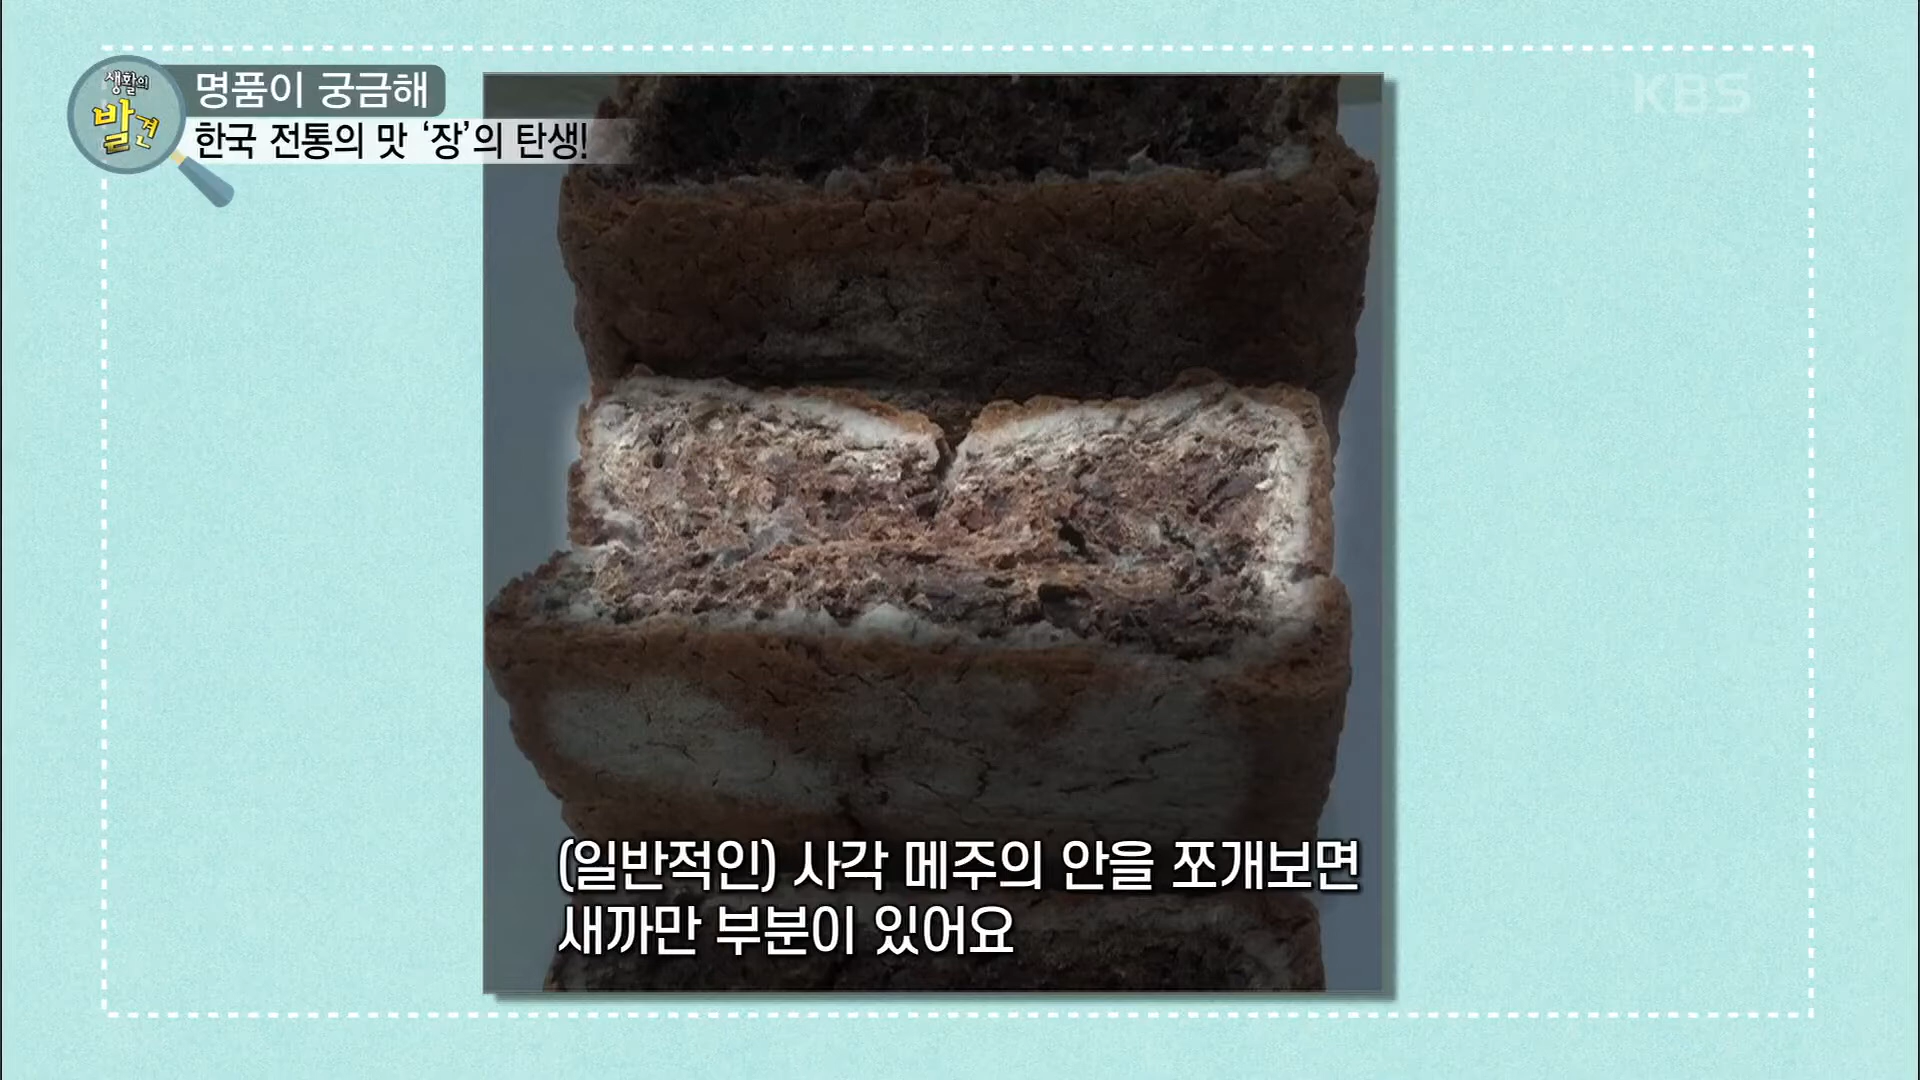 생활의
발견
명품이 궁금해
한국 전통의 맛 ‘장’의 탄생!
KBS
(일반적인) 사각 메주의 안을 쪼개보면
새까만 부분이 있어요